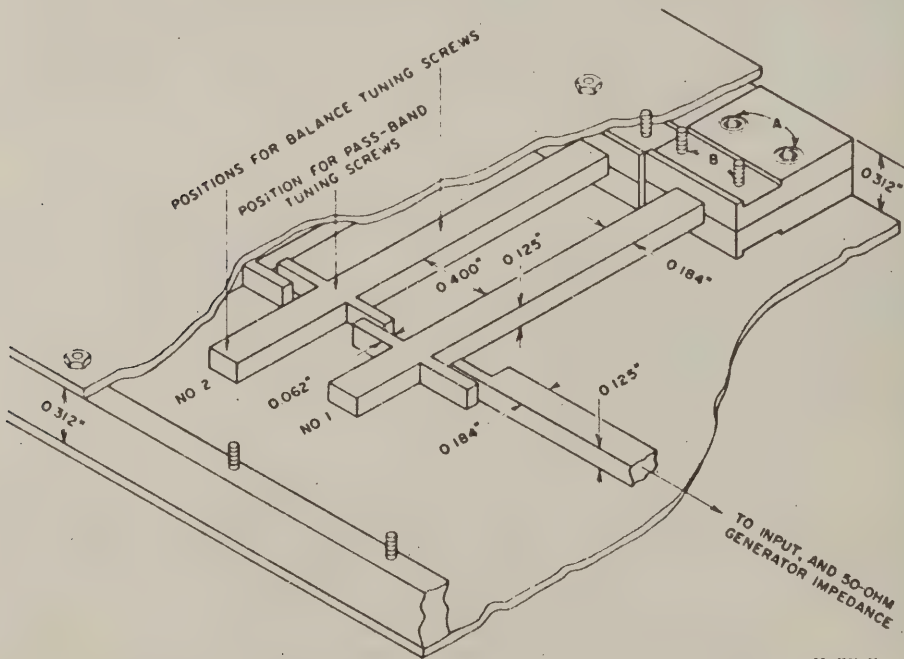 POSITIONS FOR BALANCE TUNING SCREWS
POSITION FOR PASS-BAND
TUNING SCREWS
A
B
0.312"
0.400"
0.125"
0.184"
NO 2
0.062"
NO 1
0.125"
0.184"
0.312"
TO INPUT, AND 50-OHM
GENERATOR IMPEDANCE